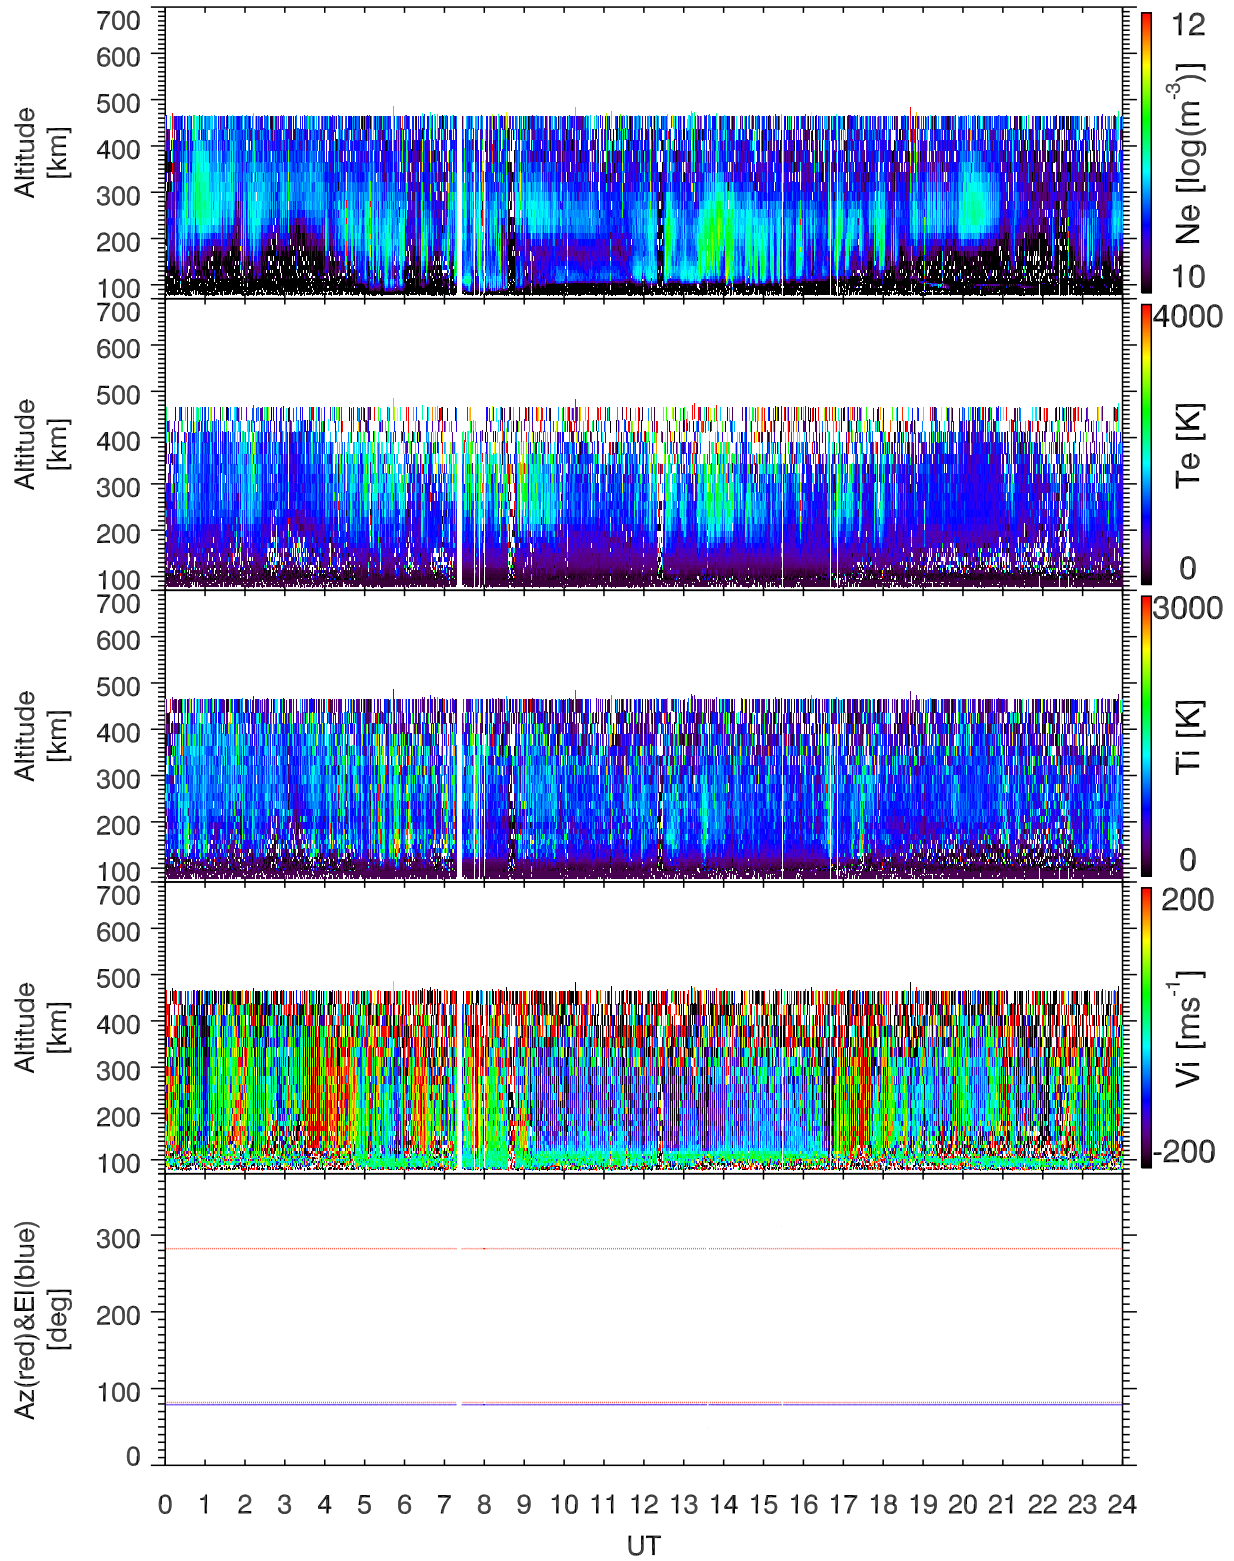 700
600
500
400
300
200
100
Altitude
[km]
12
10
Ne [log(m⁻³)]
700
600
500
400
300
200
100
Altitude
[km]
4000
0
Te [K]
700
600
500
400
300
200
100
Altitude
[km]
3000
0
Ti [K]
700
600
500
400
300
200
100
Altitude
[km]
200
-200
Vi [ms⁻¹]
300
200
100
0
Az(red)&El(blue)
[deg]
0 1 2 3 4 5 6 7 8 9 10 11 12 13 14 15 16 17 18 19 20 21 22 23 24
UT